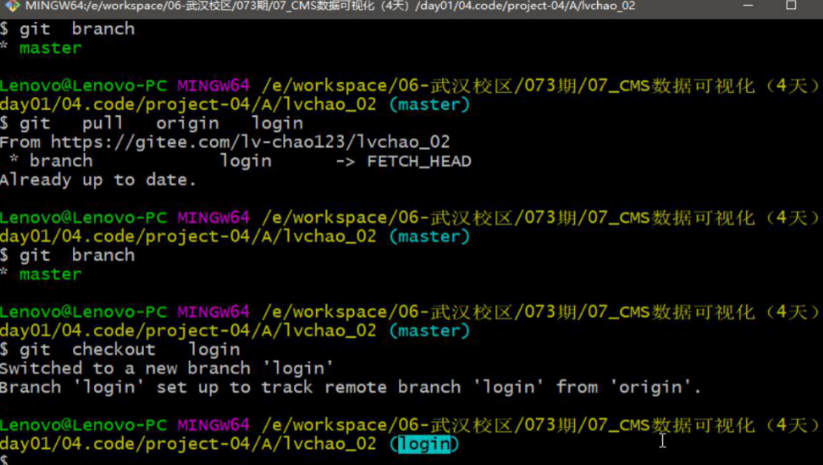 MINGW64:/e/workspace/06-武汉校区/073期/07_CMS数据可视化（4天）/day01/04.code/project-04/A/lvchao_02
$ git  branch
* master
Lenovo@Lenovo-PC MINGW64 /e/workspace/06-武汉校区/073期/07_CMS数据可视化（4天）
day01/04.code/project-04/A/lvchao_02 (master)
$ git   pull   origin   login
From https://gitee.com/lv-chao123/lvchao_02
 * branch            login      -> FETCH_HEAD
Already up to date.
Lenovo@Lenovo-PC MINGW64 /e/workspace/06-武汉校区/073期/07_CMS数据可视化（4天）
day01/04.code/project-04/A/lvchao_02 (master)
$ git  branch
* master
Lenovo@Lenovo-PC MINGW64 /e/workspace/06-武汉校区/073期/07_CMS数据可视化（4天）
day01/04.code/project-04/A/lvchao_02 (master)
$ git  checkout   login
Switched to a new branch 'login'
Branch 'login' set up to track remote branch 'login' from 'origin'.
Lenovo@Lenovo-PC MINGW64 /e/workspace/06-武汉校区/073期/07_CMS数据可视化（4天）
day01/04.code/project-04/A/lvchao_02 (login)
$